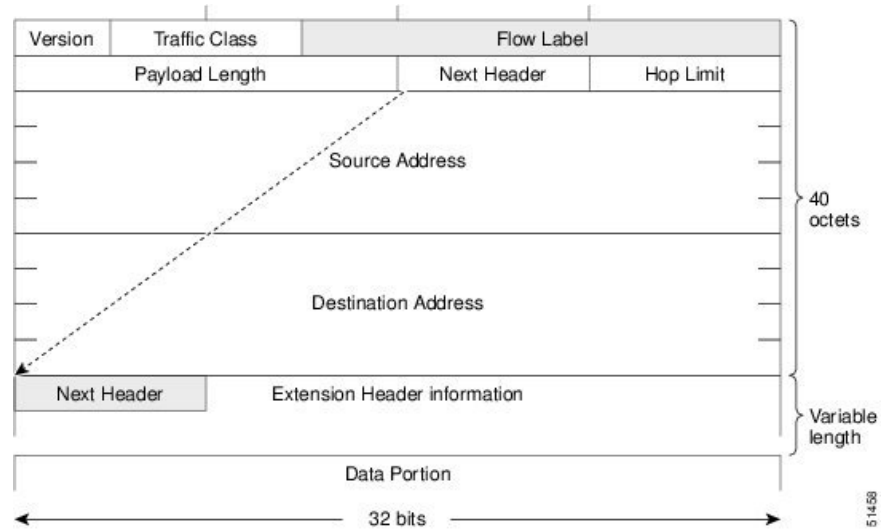 Version Traffic Class Flow Label
Payload Length Next Header Hop Limit
Source Address
40
octets
Destination Address
Next Header Extension Header information
Variable
length
Data Portion
32 bits
51458